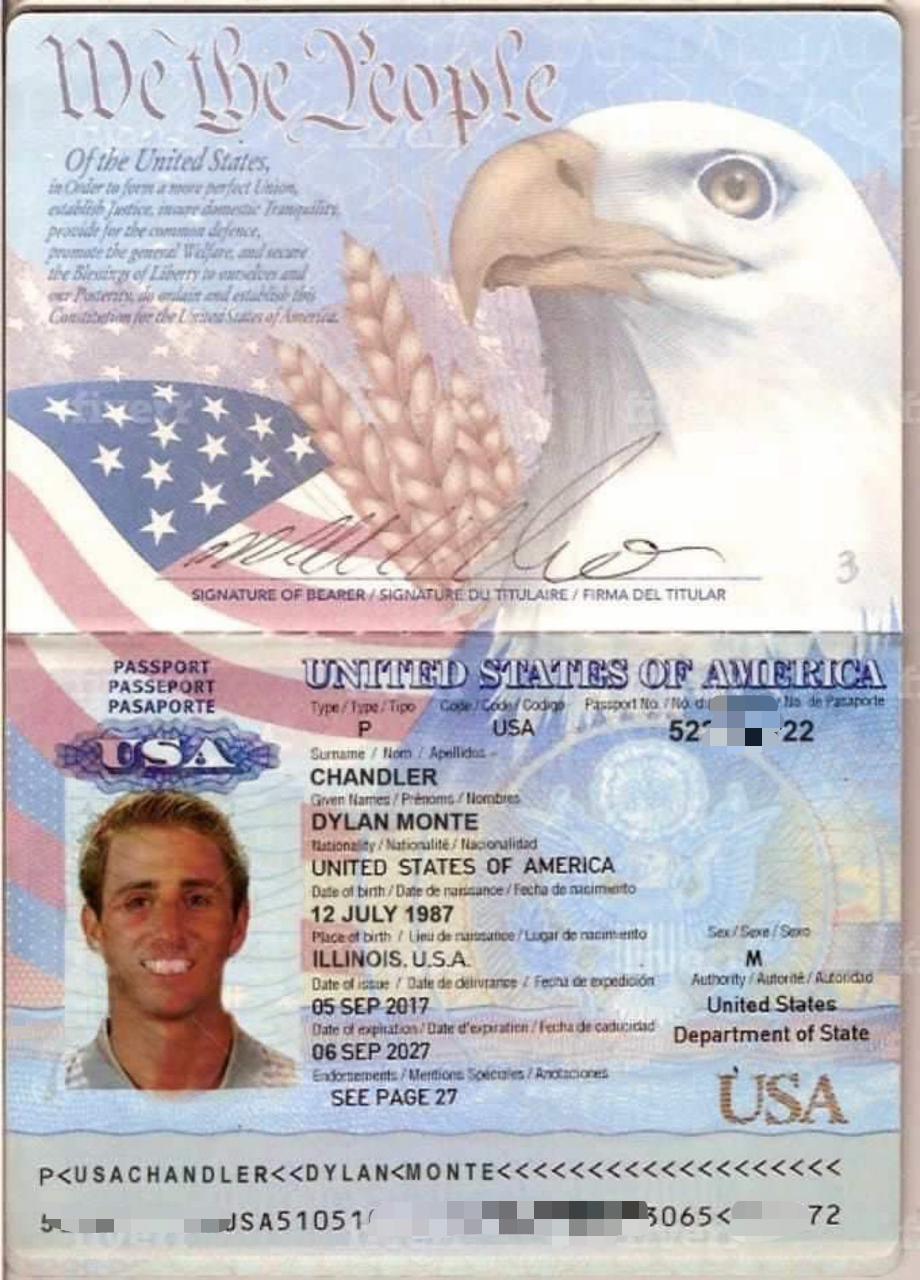 We the People
Of the United States,
in Order to form a more perfect Union,
establish Justice, insure domestic Tranquility,
provide for the common defence,
promote the general Welfare, and secure
the Blessings of Liberty to ourselves and
our Posterity, do ordain and establish this
Constitution for the United States of America.
fiverr
3
SIGNATURE OF BEARER / SIGNATURE DU TITULAIRE / FIRMA DEL TITULAR
PASSPORT
PASSEPORT
PASAPORTE
USA
UNITED STATES OF AMERICA
Type / Type / Tipo Code / Code / Codigo Passport No. / No. d No. de Pasaporte
P USA 52 22
Surname / Nom / Apellidos
CHANDLER
Given Names / Prénoms / Nombres
DYLAN MONTE
Nationality / Nationalité / Nacionalidad
UNITED STATES OF AMERICA
Date of birth / Date de naissance / Fecha de nacimiento
12 JULY 1987
Place of birth / Lieu de naissance / Lugar de nacimiento Sex / Sexe / Sexo
ILLINOIS. U.S.A. M
Date of issue / Date de délivrance / Fecha de expedición Authority / Autorité / Autoridad
05 SEP 2017 United States
Date of expiration / Date d'expiration / Fecha de caducidad Department of State
06 SEP 2027
Endorsements / Mentions Spéciales / Anotaciones
SEE PAGE 27
USA
P<USACHANDLER<<DYLAN<MONTE<<<<<<<<<<<<<<<<<<<<<
5 USA51051 3065< 72